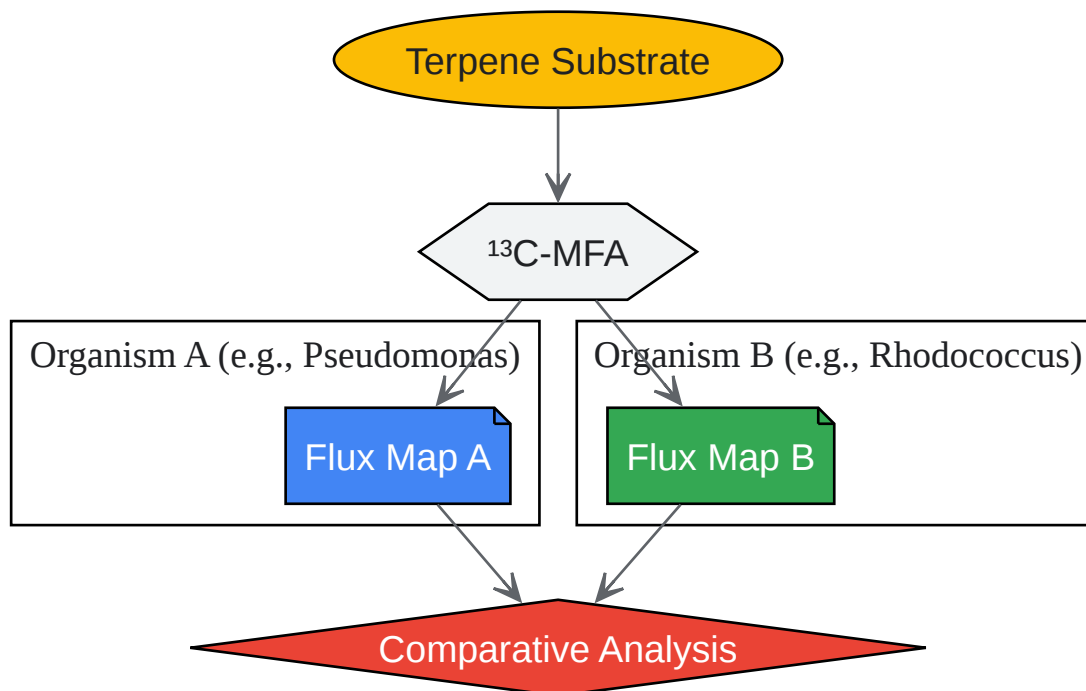 Terpene Substrate
¹³C-MFA
Organism A (e.g., Pseudomonas)
Organism B (e.g., Rhodococcus)
Flux Map A
Flux Map B
Comparative Analysis